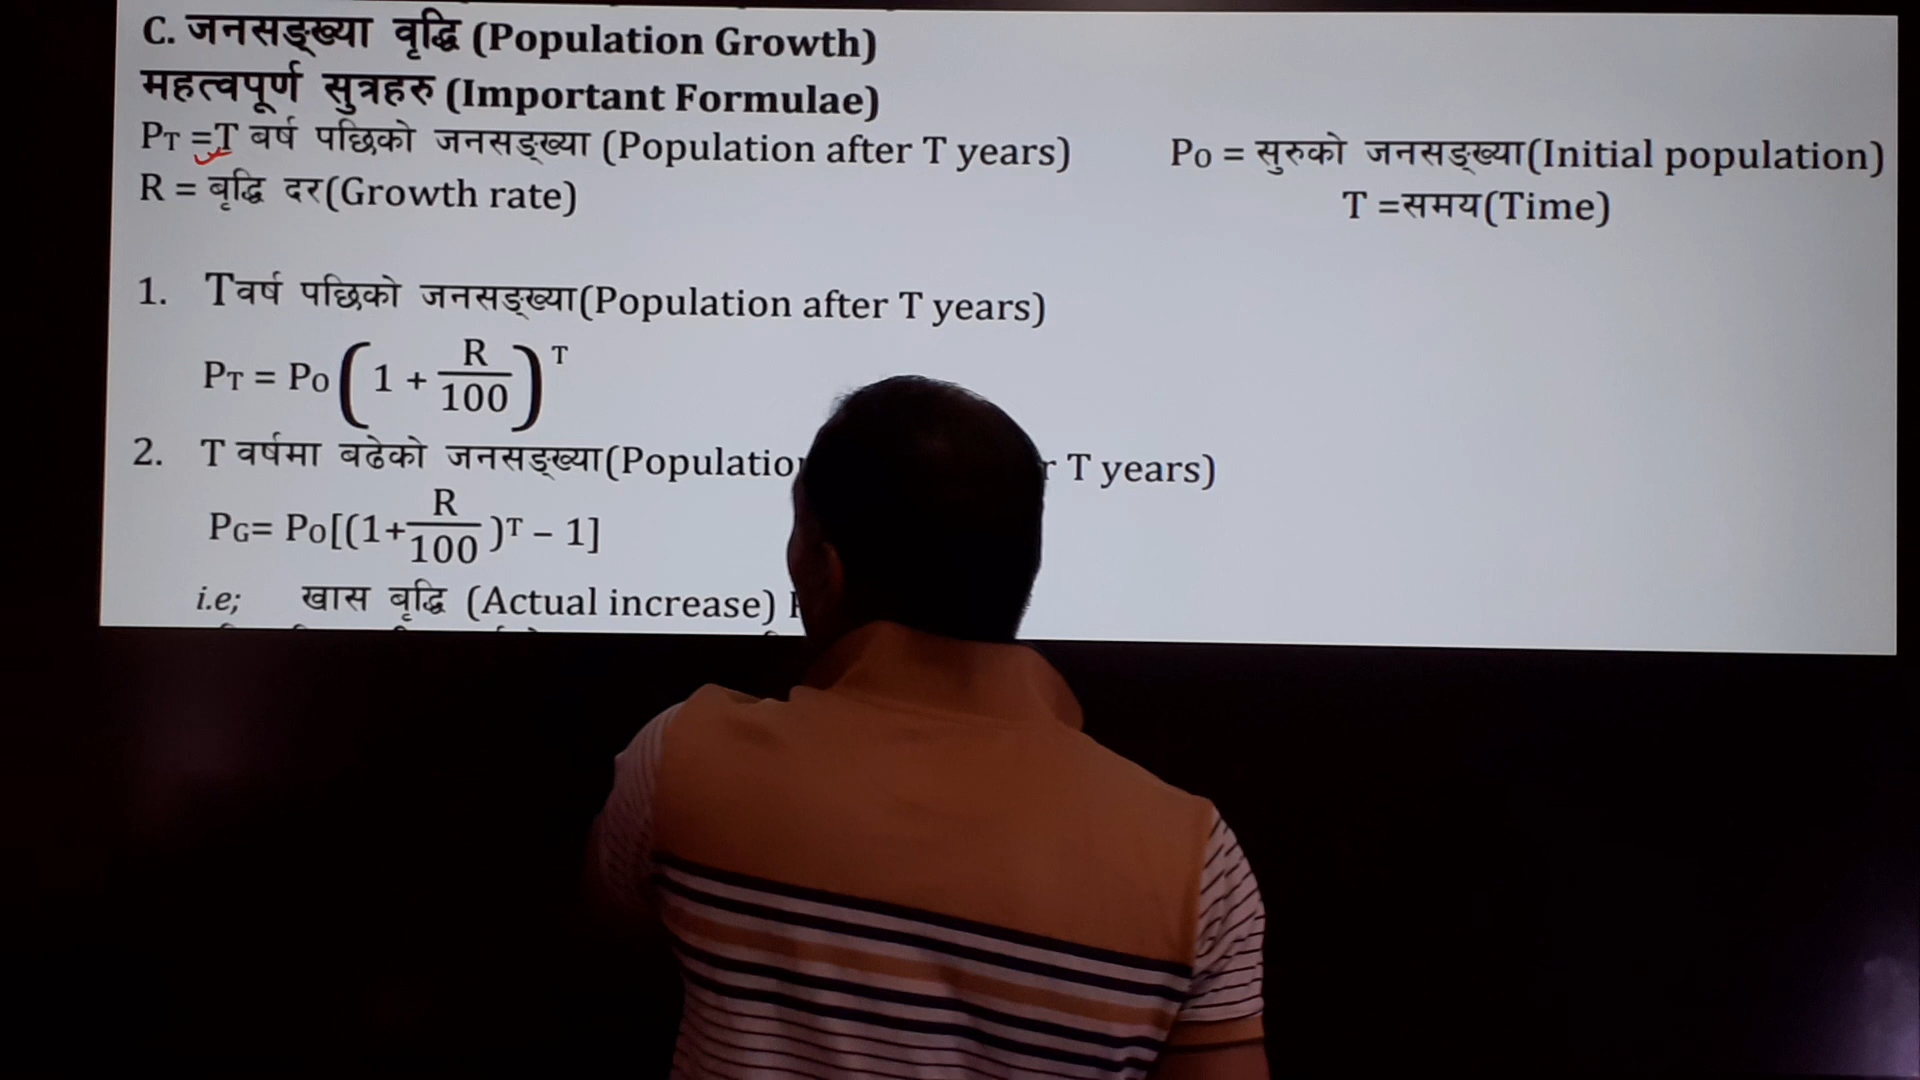 C. जनसङ्ख्या वृद्धि (Population Growth)
महत्वपूर्ण सुत्रहरु (Important Formulae)
PT =T बर्ष पछिको जनसङ्ख्या (Population after T years) Po = सुरुको जनसङ्ख्या(Initial population)
R = बृद्धि दर(Growth rate) T =समय(Time)
1. Tवर्ष पछिको जनसङ्ख्या(Population after T years)
PT = Po(1 + R/100)^T
2. T वर्षमा बढेको जनसङ्ख्या(Population T years)
PG= Po[(1+R/100)^T – 1]
i.e; खास बृद्धि (Actual increase)